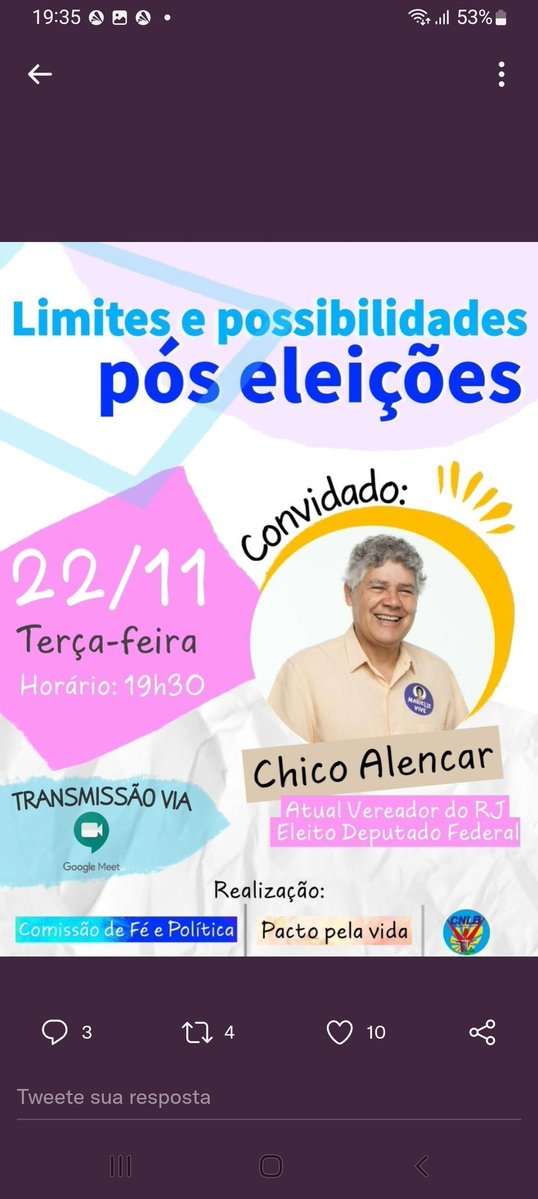 19:35
53%
Limites e possibilidades
pós eleições
Convidado:
22/11
Terça-feira
Horário: 19h30
MARIELLE
VIVE
Chico Alencar
Atual Vereador do RJ
Eleito Deputado Federal
TRANSMISSÃO VIA
Google Meet
Realização:
Comissão de Fé e Política
Pacto pela vida
CNLB
3
4
10
Tweete sua resposta